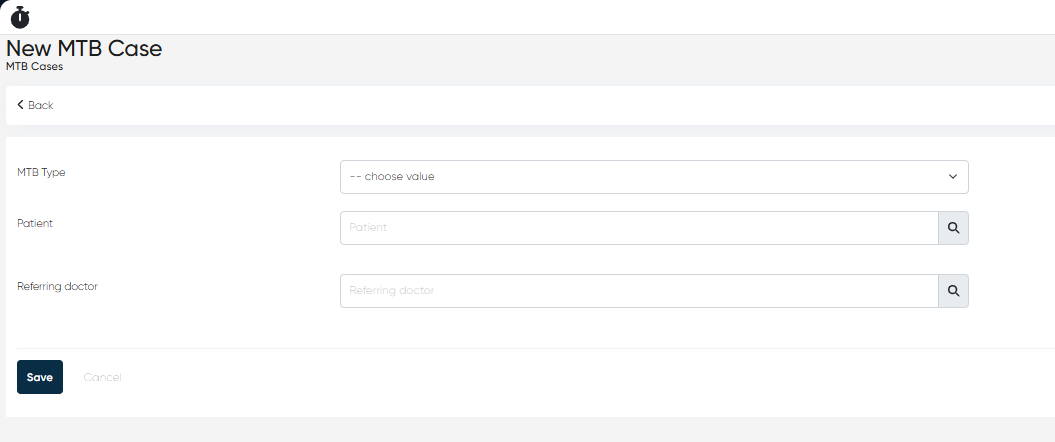 New MTB Case
MTB Cases
Back
MTB Type
-- choose value
Patient
Patient
Referring doctor
Referring doctor
Save
Cancel